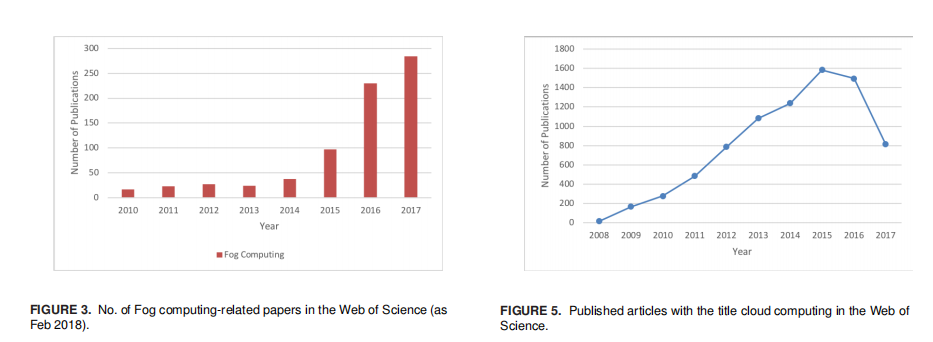 300
250
200
150
100
50
0
Number of Publications
2010 2011 2012 2013 2014 2015 2016 2017
Year
Fog Computing
FIGURE 3. No. of Fog computing-related papers in the Web of Science (as
Feb 2018).
1800
1600
1400
1200
1000
800
600
400
200
0
Number of Publications
2008 2009 2010 2011 2012 2013 2014 2015 2016 2017
Year
FIGURE 5. Published articles with the title cloud computing in the Web of
Science.